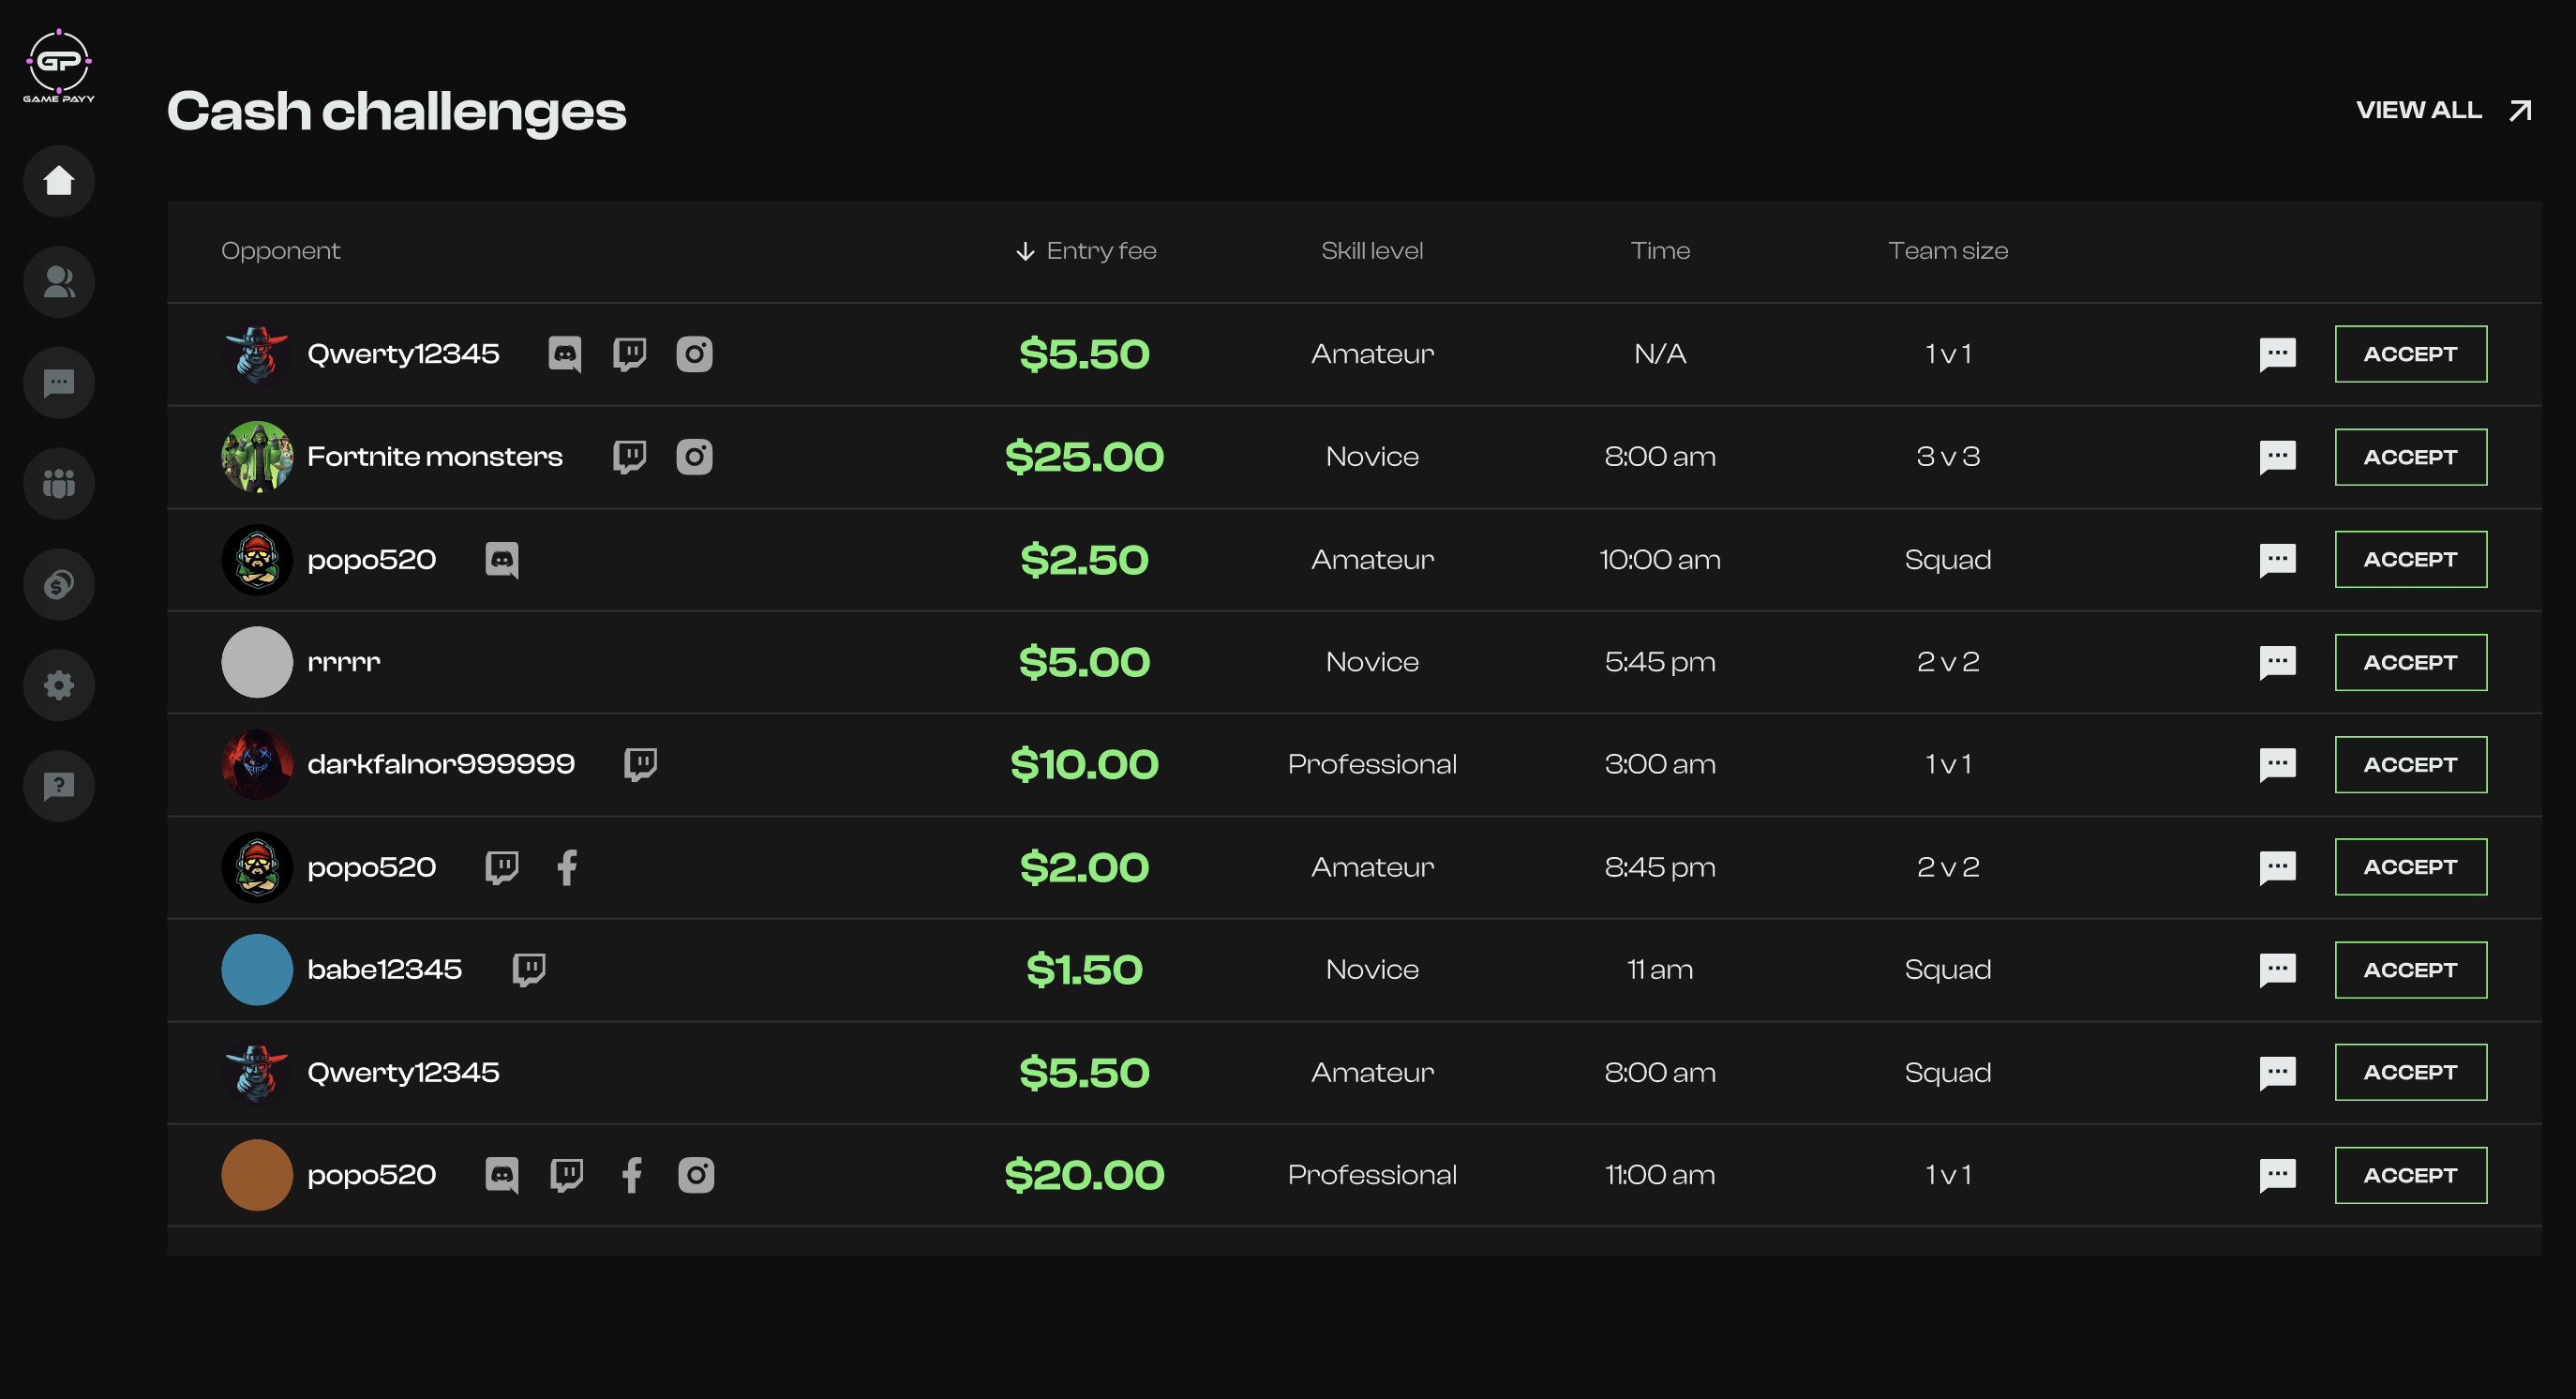 GP
GAME PAYY
Cash challenges
VIEW ALL
Opponent Entry fee Skill level Time Team size
Qwerty12345 $5.50 Amateur N/A 1 v 1 ACCEPT
Fortnite monsters $25.00 Novice 8:00 am 3 v 3 ACCEPT
popo520 $2.50 Amateur 10:00 am Squad ACCEPT
rrrrr $5.00 Novice 5:45 pm 2 v 2 ACCEPT
darkfalnor999999 $10.00 Professional 3:00 am 1 v 1 ACCEPT
popo520 $2.00 Amateur 8:45 pm 2 v 2 ACCEPT
babe12345 $1.50 Novice 11 am Squad ACCEPT
Qwerty12345 $5.50 Amateur 8:00 am Squad ACCEPT
popo520 $20.00 Professional 11:00 am 1 v 1 ACCEPT